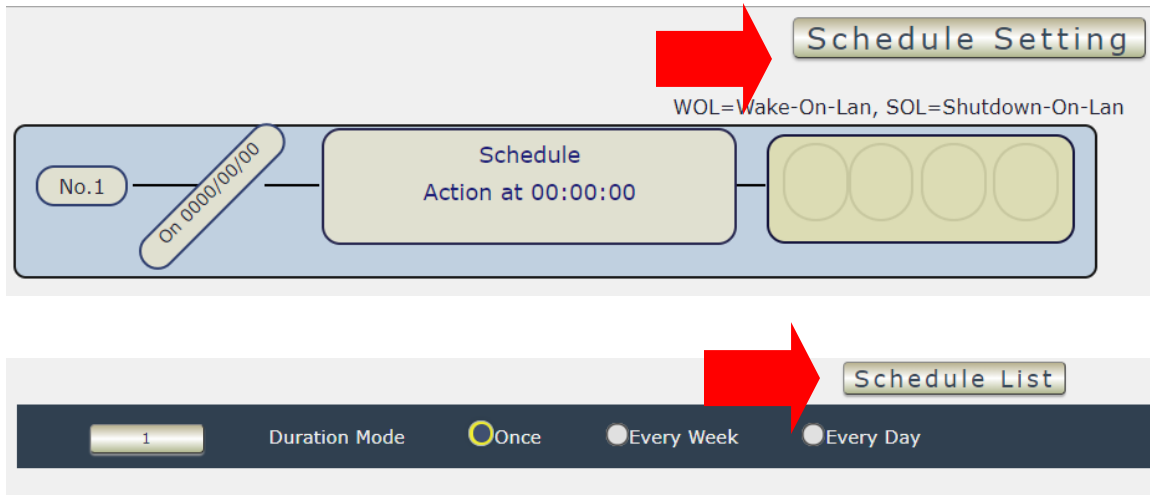 Schedule Setting
WOL=Wake-On-Lan, SOL=Shutdown-On-Lan
No.1
On 0000/00/00
Schedule
Action at 00:00:00
Schedule List
1 Duration Mode Once Every Week Every Day